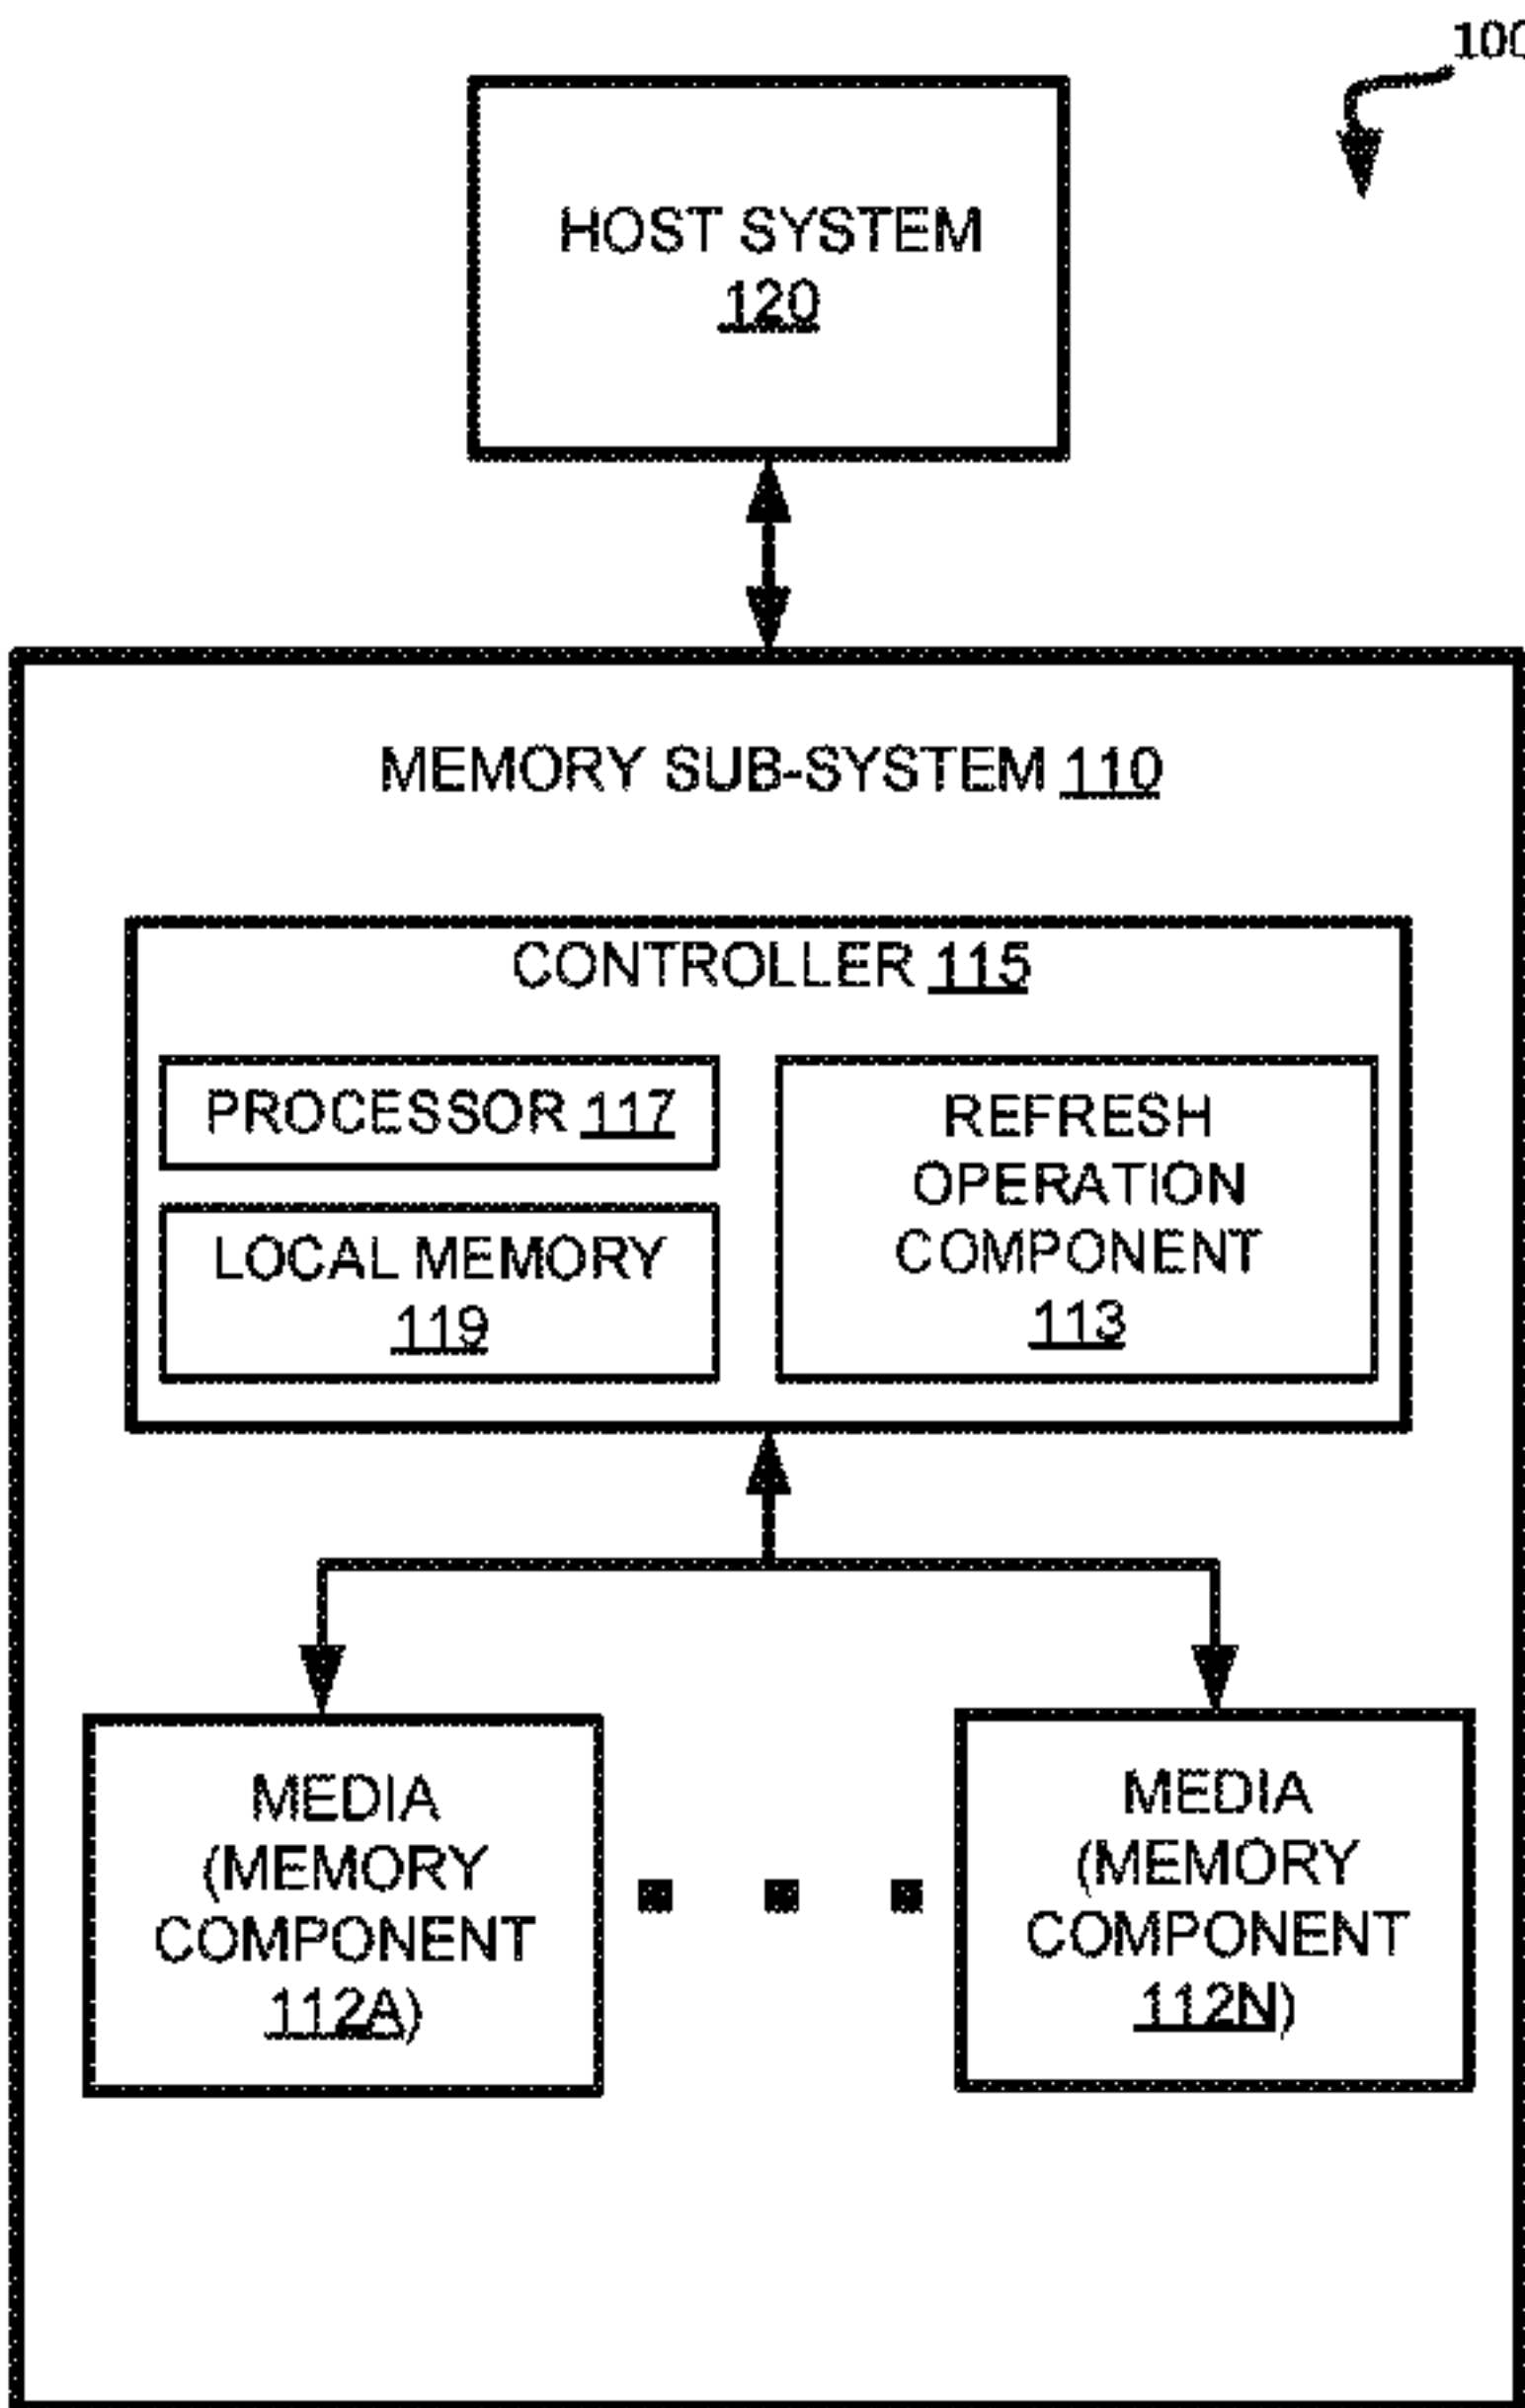 100
HOST SYSTEM
120
MEMORY SUB-SYSTEM 110
CONTROLLER 115
PROCESSOR 117
LOCAL MEMORY
119
REFRESH
OPERATION
COMPONENT
113
MEDIA
(MEMORY
COMPONENT
112A)
MEDIA
(MEMORY
COMPONENT
112N)